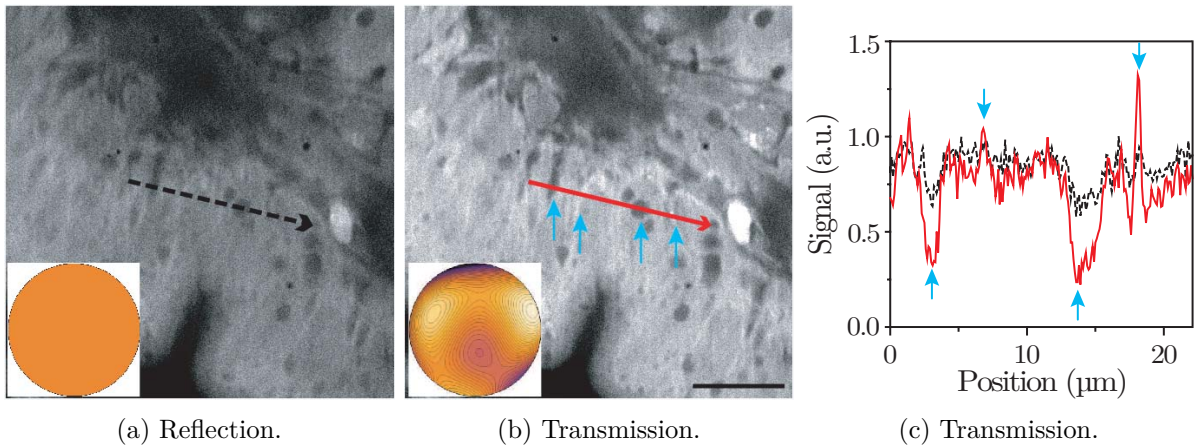 1.5
1.0
0.5
0.0
Signal (a.u.)
0 10 20
Position (µm)
(a) Reflection.
(b) Transmission.
(c) Transmission.